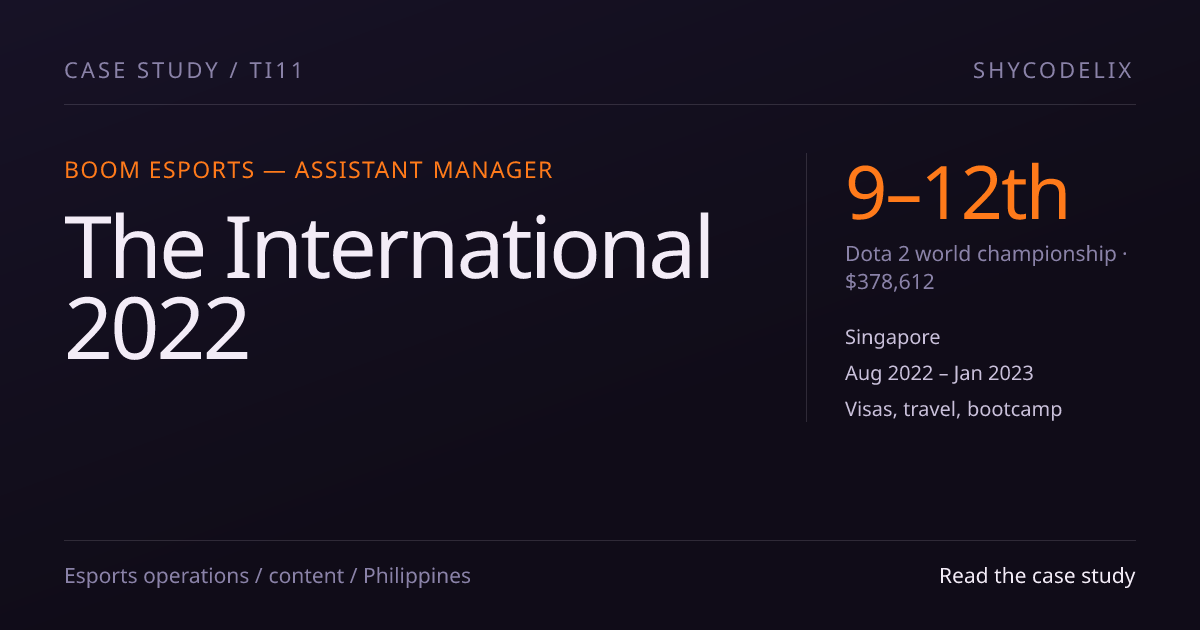 CASE STUDY / TI11
SHYCODELIX
BOOM ESPORTS — ASSISTANT MANAGER
The International
2022
9–12th
Dota 2 world championship ·
$378,612
Singapore
Aug 2022 – Jan 2023
Visas, travel, bootcamp
Esports operations / content / Philippines
Read the case study